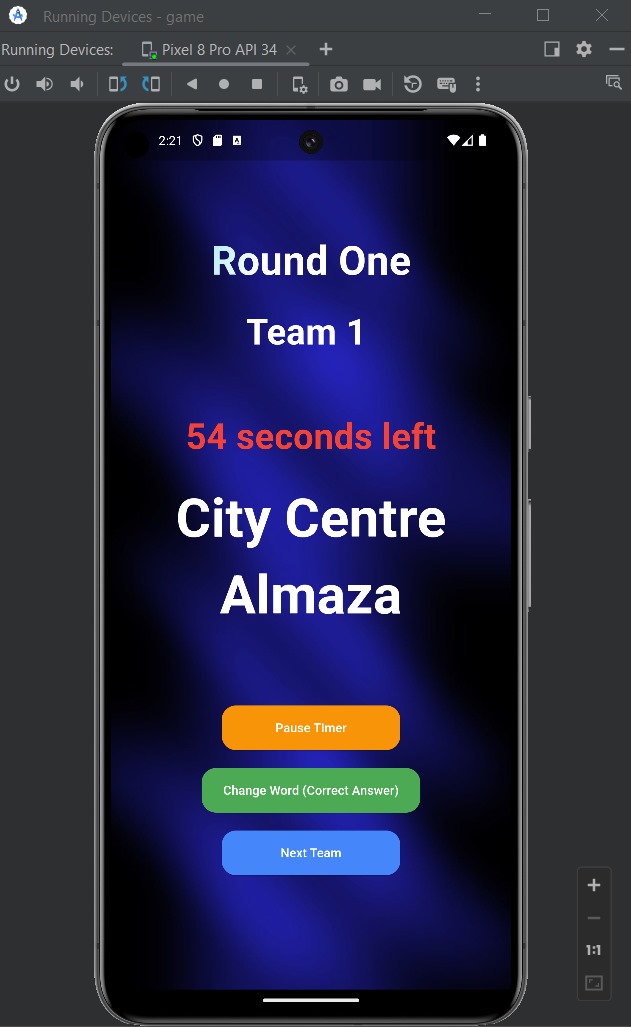 Running Devices - game
Running Devices:
Pixel 8 Pro API 34
2:21
Round One
Team 1
54 seconds left
City Centre
Almaza
Pause Timer
Change Word (Correct Answer)
Next Team
1:1